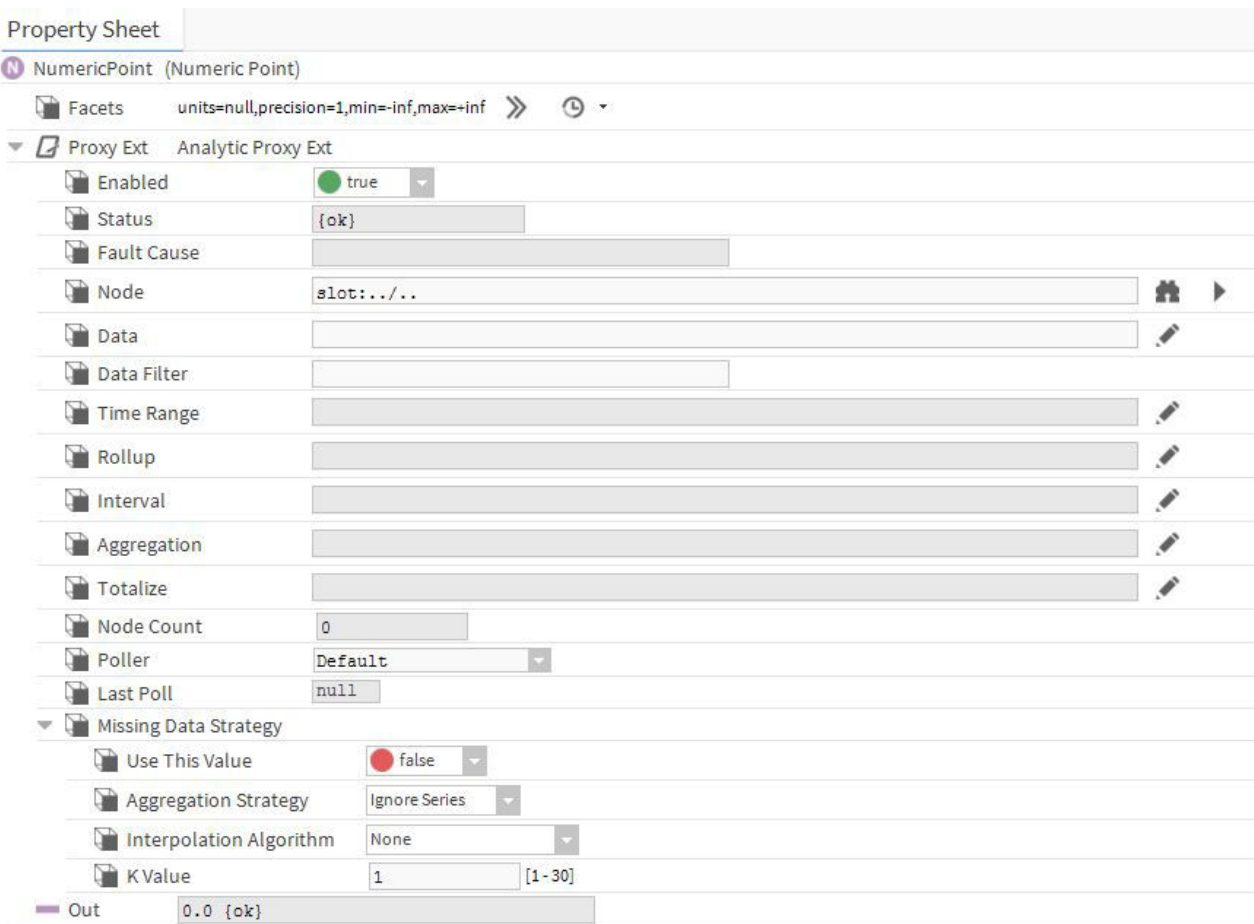 Property Sheet
N NumericPoint (Numeric Point)
Facets units=null,precision=1,min=-inf,max=+inf
Proxy Ext Analytic Proxy Ext
Enabled true
Status {ok}
Fault Cause
Node slot:../..
Data
Data Filter
Time Range
Rollup
Interval
Aggregation
Totalize
Node Count 0
Poller Default
Last Poll null
Missing Data Strategy
Use This Value false
Aggregation Strategy Ignore Series
Interpolation Algorithm None
K Value 1 [1-30]
Out 0.0 {ok}